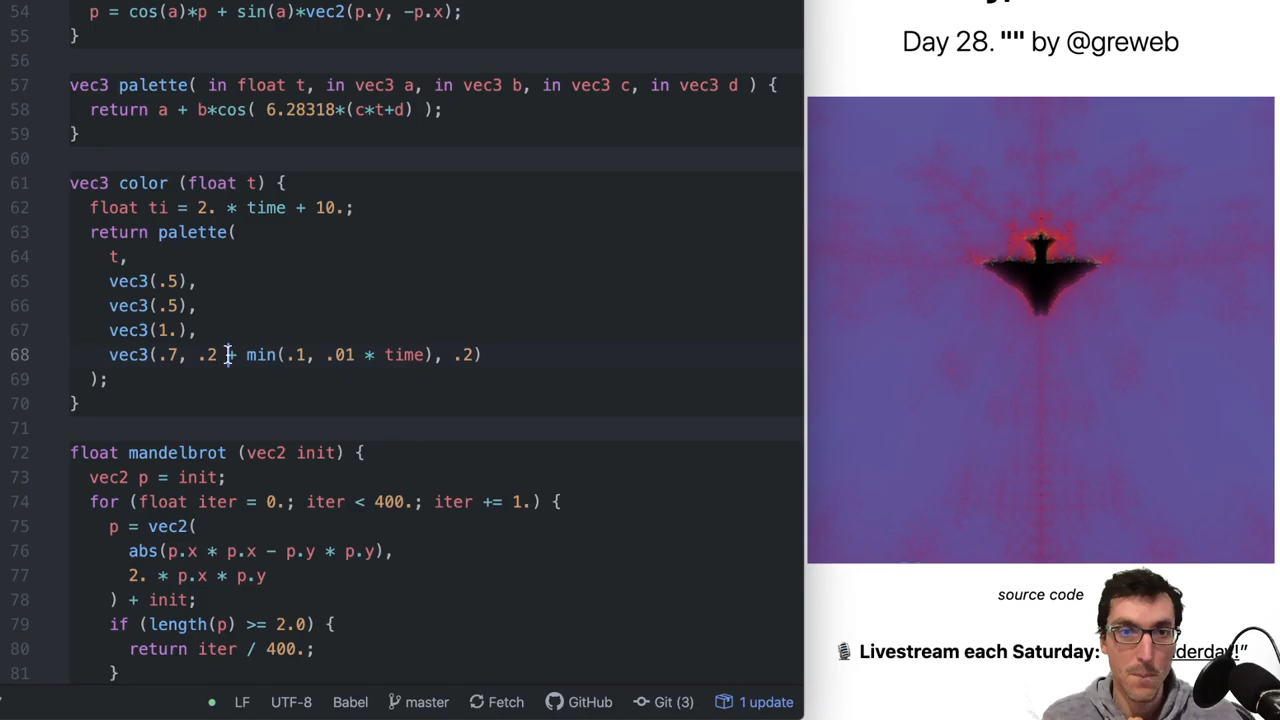 54 p = cos(a)*p + sin(a)*vec2(p.y, -p.x);
55 }
56
57 vec3 palette( in float t, in vec3 a, in vec3 b, in vec3 c, in vec3 d ) {
58 return a + b*cos( 6.28318*(c*t+d) );
59 }
60
61 vec3 color (float t) {
62 float ti = 2. * time + 10.;
63 return palette(
64 t,
65 vec3(.5),
66 vec3(.5),
67 vec3(1.),
68 vec3(.7, .2 + min(.1, .01 * time), .2)
69 );
70 }
71
72 float mandelbrot (vec2 init) {
73 vec2 p = init;
74 for (float iter = 0.; iter < 400.; iter += 1.) {
75 p = vec2(
76 abs(p.x * p.x - p.y * p.y),
77 2. * p.x * p.y
78 ) + init;
79 if (length(p) >= 2.0) {
80 return iter / 400.;
81 }
LF UTF-8 Babel master Fetch GitHub Git (3) 1 update
Day 28. "" by @greweb
source code
Livestream each Saturday: